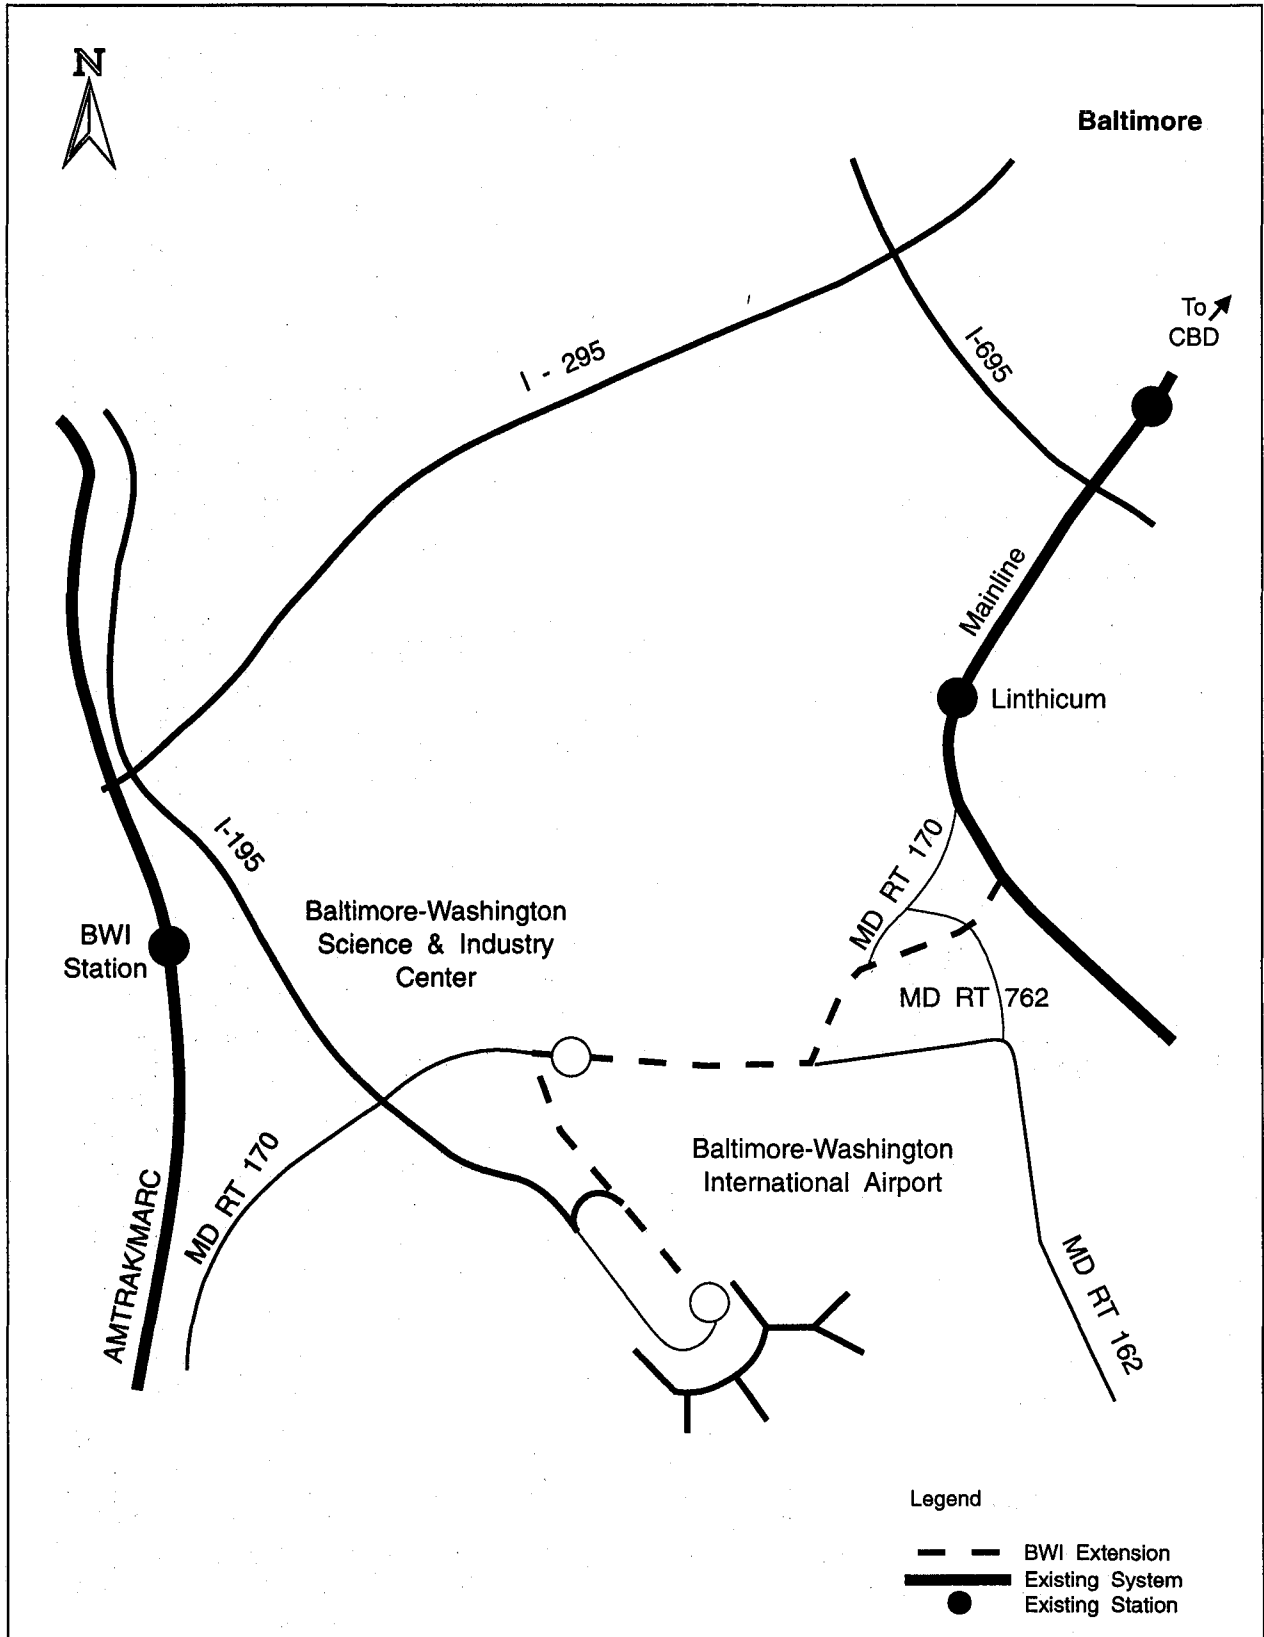 N
Baltimore
To
CBD
I-695
I - 295
Mainline
Linthicum
I-195
MD RT 170
Baltimore-Washington
Science & Industry
Center
BWI
Station
MD RT 762
Baltimore-Washington
International Airport
MD RT 170
AMTRAK/MARC
MD RT 162
Legend
BWI Extension
Existing System
Existing Station